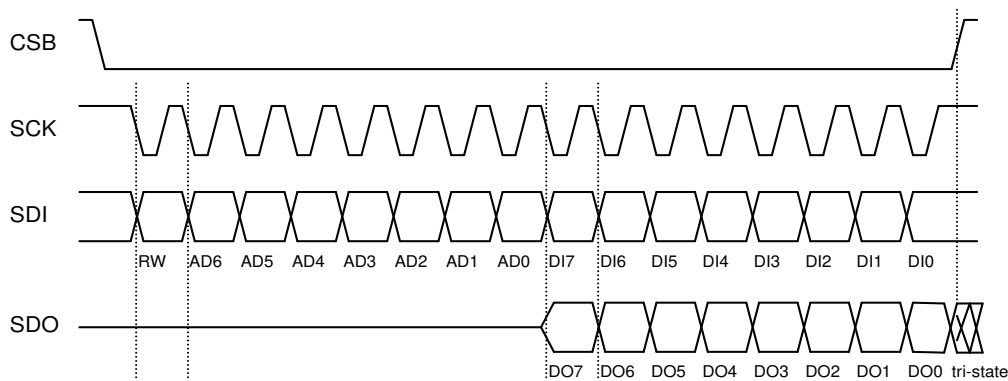 CSB
SCK
SDI
RW AD6 AD5 AD4 AD3 AD2 AD1 AD0 DI7 DI6 DI5 DI4 DI3 DI2 DI1 DI0
SDO
DO7 DO6 DO5 DO4 DO3 DO2 DO1 DO0 tri-state